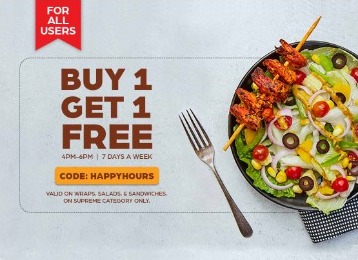 FOR
ALL
USERS
BUY 1
GET 1
FREE
4PM-6PM | 7 DAYS A WEEK
CODE: HAPPYHOURS
VALID ON WRAPS, SALADS, & SANDWICHES,
ON SUPREME CATEGORY ONLY.